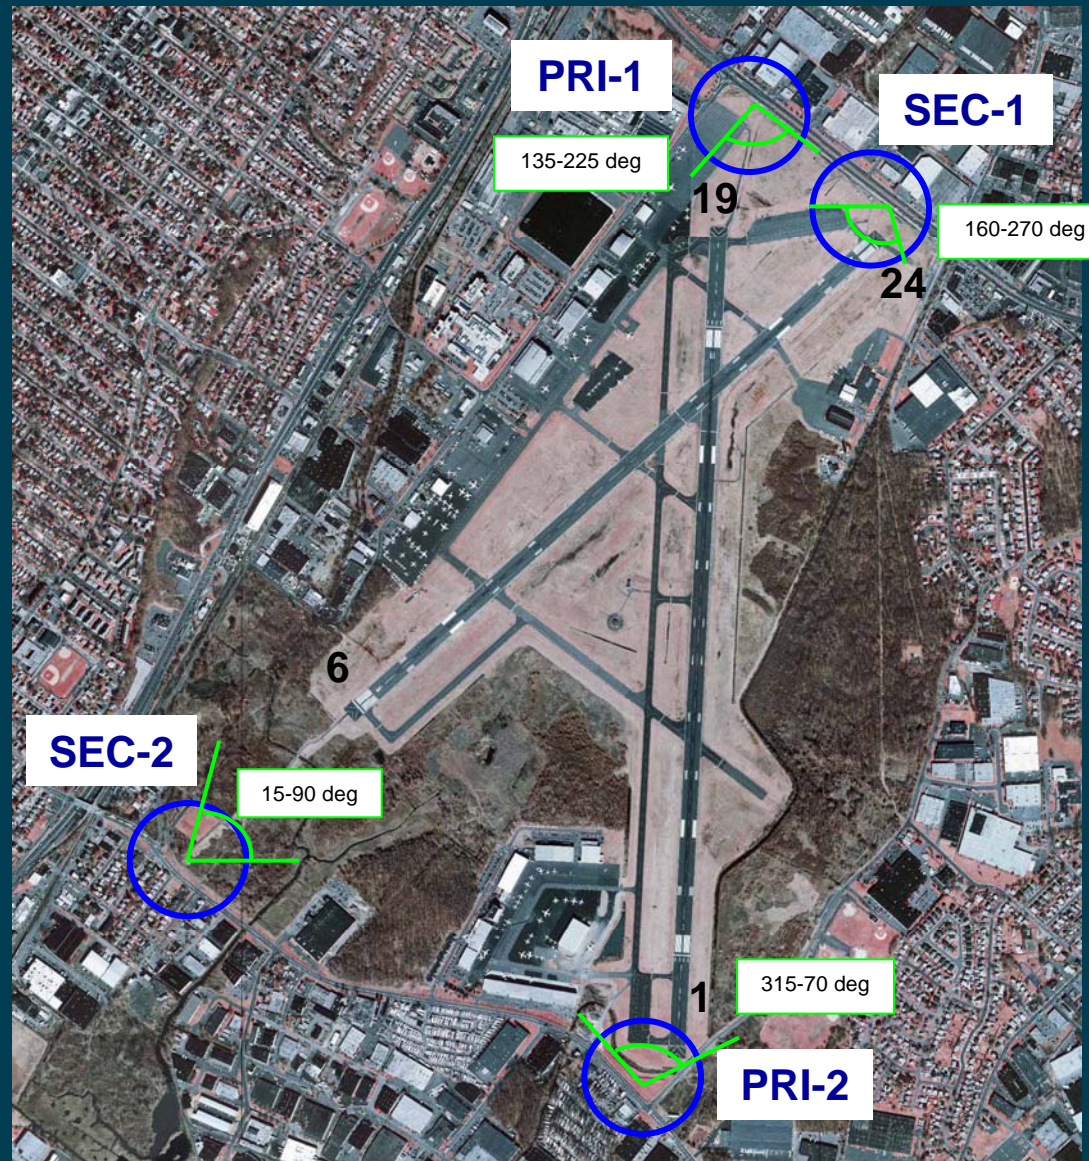 PRI-1
SEC-1
135-225 deg
19
160-270 deg
24
6
SEC-2
15-90 deg
315-70 deg
1
PRI-2